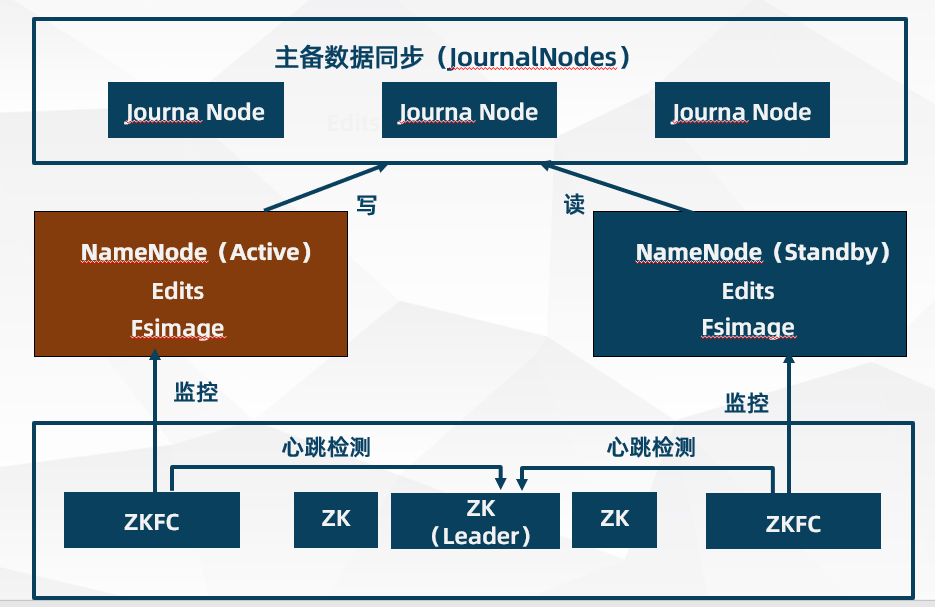 主备数据同步（JournalNodes）
Journa Node
Edits
Journa Node
Journa Node
写
读
NameNode（Active）
Edits
Fsimage
NameNode（Standby）
Edits
Fsimage
监控
监控
心跳检测
心跳检测
ZKFC
ZK
ZK
（Leader）
ZK
ZKFC